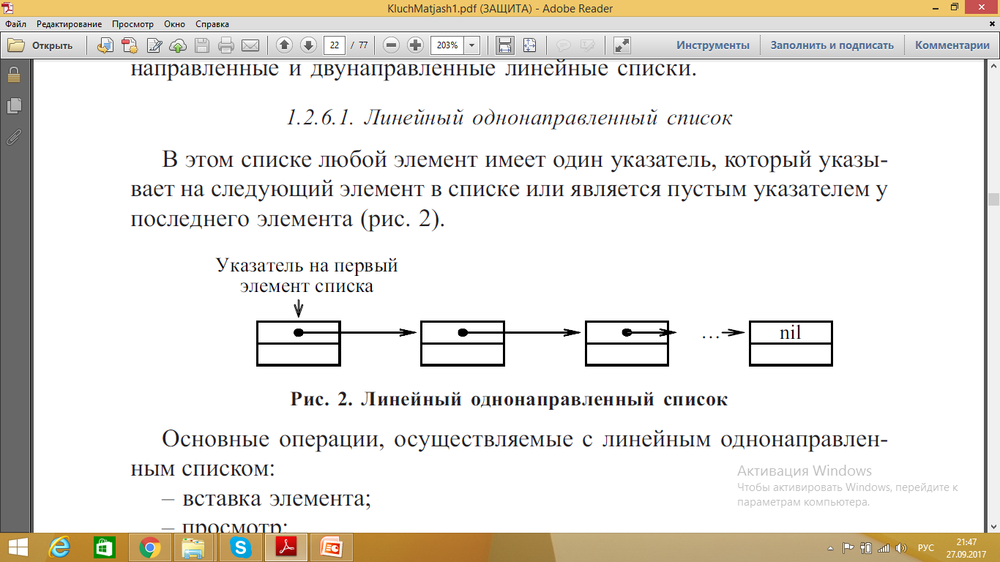 KluchMatjash1.pdf (ЗАЩИТА) - Adobe Reader
Файл Редактирование Просмотр Окно Справка
Открыть 22 / 77 203% Инструменты Заполнить и подписать Комментарии
направленные и двунаправленные линейные списки.
1.2.6.1. Линейный однонаправленный список
В этом списке любой элемент имеет один указатель, который указы-
вает на следующий элемент в списке или является пустым указателем у
последнего элемента (рис. 2).
Указатель на первый
элемент списка
... nil
Рис. 2. Линейный однонаправленный список
Основные операции, осуществляемые с линейным однонаправлен-
ным списком:
– вставка элемента;
– просмотр;
Активация Windows
Чтобы активировать Windows, перейдите к
параметрам компьютера.
РУС
21:47
27.09.2017